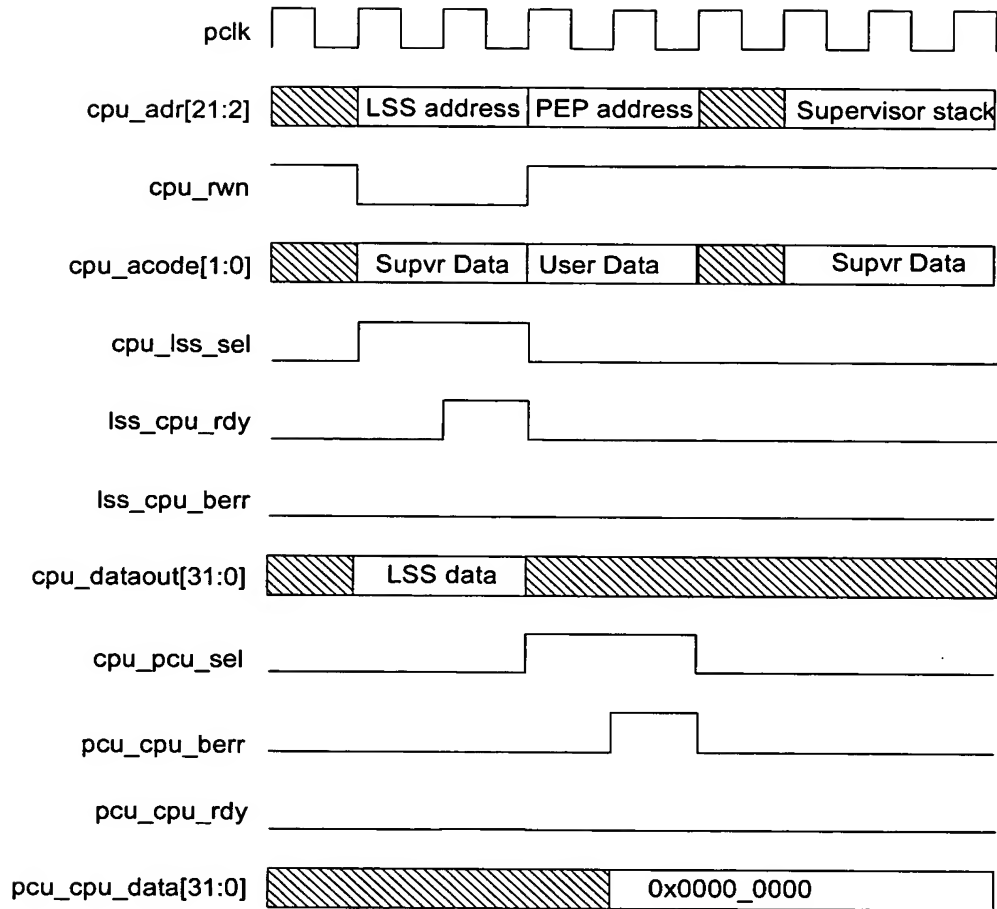 pclk
cpu_adr[21:2] LSS address PEP address Supervisor stack
cpu_rwn
cpu_acode[1:0] Supvr Data User Data Supvr Data
cpu_lss_sel
lss_cpu_rdy
lss_cpu_berr
cpu_dataout[31:0] LSS data
cpu_pcu_sel
pcu_cpu_berr
pcu_cpu_rdy
pcu_cpu_data[31:0] 0x0000_0000